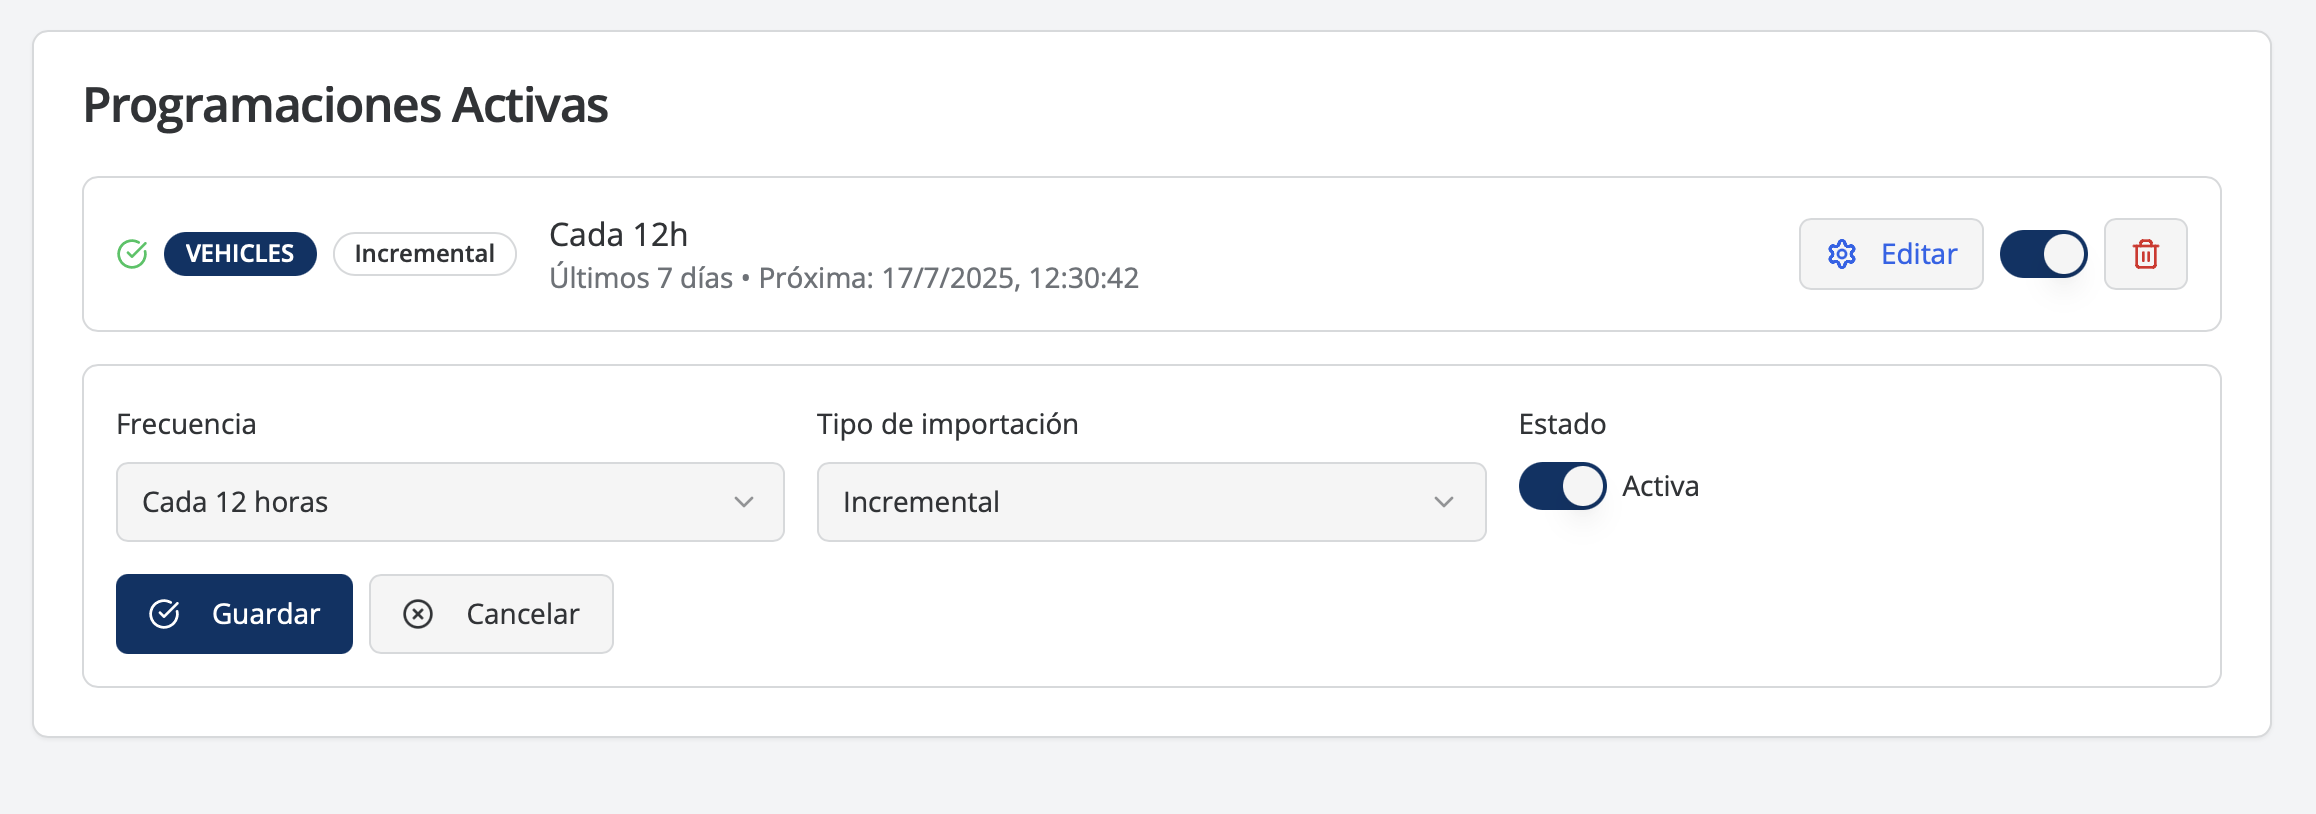 Programaciones Activas
VEHICLES
Incremental
Cada 12h
Últimos 7 días • Próxima: 17/7/2025, 12:30:42
Editar
Frecuencia
Tipo de importación
Estado
Cada 12 horas
Incremental
Activa
Guardar
Cancelar